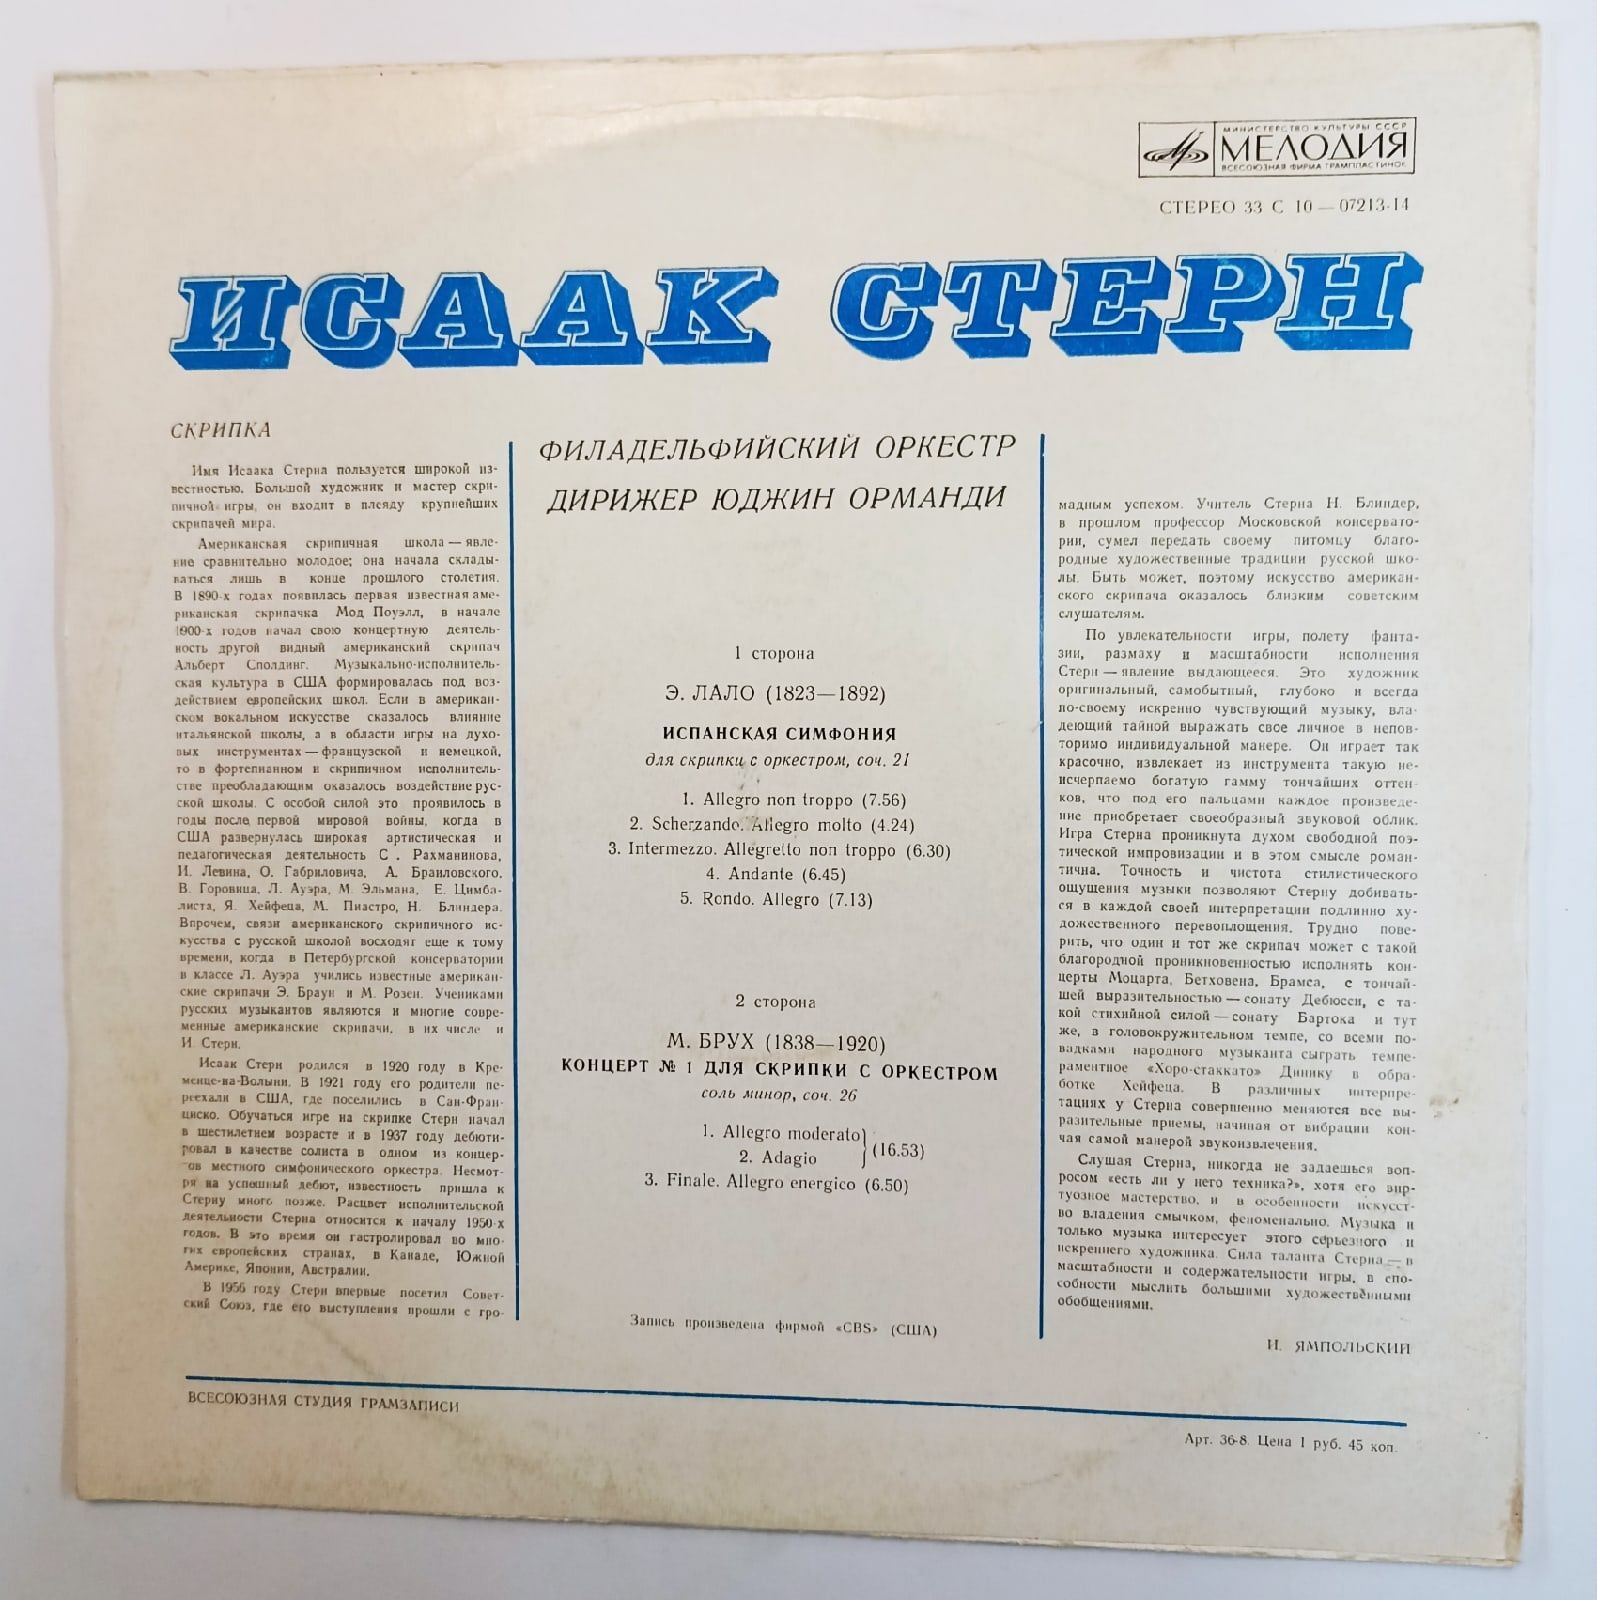 МИНИСТЕРСТВО КУЛЬТУРЫ СССР
МЕЛОДИЯ
ВСЕСОЮЗНАЯ ФИРМА ГРАМПЛАСТИНОК
СТЕРЕО 33 С 10—07213-14
ИСААК СТЕРН
СКРИПКА
Имя Исаака Стерна пользуется широкой из-
вестностью. Большой художник и мастер скри-
пичной игры, он входит в плеяду крупнейших
скрипачей мира.
Американская скрипичная школа — явле-
ние сравнительно молодое; она начала склады-
ваться лишь в конце прошлого столетия.
В 1890-х годах появилась первая известная аме-
риканская скрипачка Мод Поуэлл, в начале
1900-х годов начал свою концертную деятель-
ность другой видный американский скрипач
Альберт Сполдинг. Музыкально-исполнитель-
ская культура в США формировалась под воз-
действием европейских школ. Если в американ-
ском вокальном искусстве сказалось влияние
итальянской школы, а в области игры на духо-
вых инструментах — французской и немецкой,
то в фортепианном и скрипичном исполнитель-
стве преобладающим оказалось воздействие рус-
ской школы. С особой силой это проявилось в
годы после первой мировой войны, когда в
США развернулась широкая артистическая и
педагогическая деятельность С. Рахманинова,
И. Левина, О. Габриловича, А. Браиловского,
В. Горовица, Л. Ауэра, М. Эльмана, Е. Цимба-
листа, Я. Хейфеца, М. Пиастро, Н. Блиндера.
Впрочем, связи американского скрипичного ис-
кусства с русской школой восходят еще к тому
времени, когда в Петербургской консерватории
в классе Л. Ауэра учились известные американ-
ские скрипачи Э. Браун и М. Розен. Учениками
русских музыкантов являются и многие совре-
менные американские скрипачи, в их числе и
И. Стерн.
Исаак Стерн родился в 1920 году в Кре-
менце-на-Волыни. В 1921 году его родители пе-
реехали в США, где поселились в Сан-Фран-
циско. Обучаться игре на скрипке Стерн начал
в шестилетнем возрасте и в 1937 году дебюти-
ровал в качестве солиста в одном из концер-
тов местного симфонического оркестра. Несмот-
ря на успешный дебют, известность пришла к
Стерну много позже. Расцвет исполнительской
деятельности Стерна относится к началу 1950-х
годов. В это время он гастролировал во мно-
гих европейских странах, в Канаде, Южной
Америке, Японии, Австралии.
В 1956 году Стерн впервые посетил Совет-
ский Союз, где его выступления прошли с гро-
ФИЛАДЕЛЬФИЙСКИЙ ОРКЕСТР
ДИРИЖЕР ЮДЖИН ОРМАНДИ
1 сторона
Э. ЛАЛО (1823—1892)
ИСПАНСКАЯ СИМФОНИЯ
для скрипки с оркестром, соч. 21
1. Allegro non troppo (7.56)
2. Scherzando. Allegro molto (4.24)
3. Intermezzo. Allegretto non troppo (6.30)
4. Andante (6.45)
5. Rondo. Allegro (7.13)
2 сторона
М. БРУХ (1838—1920)
КОНЦЕРТ № 1 ДЛЯ СКРИПКИ С ОРКЕСТРОМ
соль минор, соч. 26
1. Allegro moderato
2. Adagio } (16.53)
3. Finale. Allegro energico (6.50)
Запись произведена фирмой «CBS» (США)
мадным успехом. Учитель Стерна Н. Блиндер,
в прошлом профессор Московской консервато-
рии, сумел передать своему питомцу благо-
родные художественные традиции русской шко-
лы. Быть может, поэтому искусство американ-
ского скрипача оказалось близким советским
слушателям.
По увлекательности игры, полету фанта-
зии, размаху и масштабности исполнения
Стерн — явление выдающееся. Это художник
оригинальный, самобытный, глубоко и всегда
по-своему искренно чувствующий музыку, вла-
деющий тайной выражать свое личное в непов-
торимо индивидуальной манере. Он играет так
красочно, извлекает из инструмента такую не-
исчерпаемо богатую гамму тончайших оттен-
ков, что под его пальцами каждое произведе-
ние приобретает своеобразный звуковой облик.
Игра Стерна проникнута духом свободной поэ-
тической импровизации и в этом смысле роман-
тична. Точность и чистота стилистического
ощущения музыки позволяют Стерну добивать-
ся в каждой своей интерпретации подлинно ху-
дожественного перевоплощения. Трудно пове-
рить, что один и тот же скрипач может с такой
благородной проникновенностью исполнять кон-
церты Моцарта, Бетховена, Брамса, с тончай-
шей выразительностью — сонату Дебюсси, с та-
кой стихийной силой — сонату Бартока и тут
же, в головокружительном темпе, со всеми по-
вадками народного музыканта сыграть темпе-
раментное «Хоро-стаккато» Динику в обра-
ботке Хейфеца. В различных интерпре-
тациях у Стерна совершенно меняются все вы-
разительные приемы, начиная от вибрации кон-
чая самой манерой звукоизвлечения.
Слушая Стерна, никогда не задаешься воп-
росом «есть ли у него техника?», хотя его вир-
туозное мастерство, и в особенности искусст-
во владения смычком, феноменально. Музыка и
только музыка интересует этого серьезного и
искреннего художника. Сила таланта Стерна — в
масштабности и содержательности игры, в спо-
собности мыслить большими художественными
обобщениями.
И. ЯМПОЛЬСКИЙ
ВСЕСОЮЗНАЯ СТУДИЯ ГРАМЗАПИСИ
Арт. 36-8. Цена 1 руб. 45 коп.